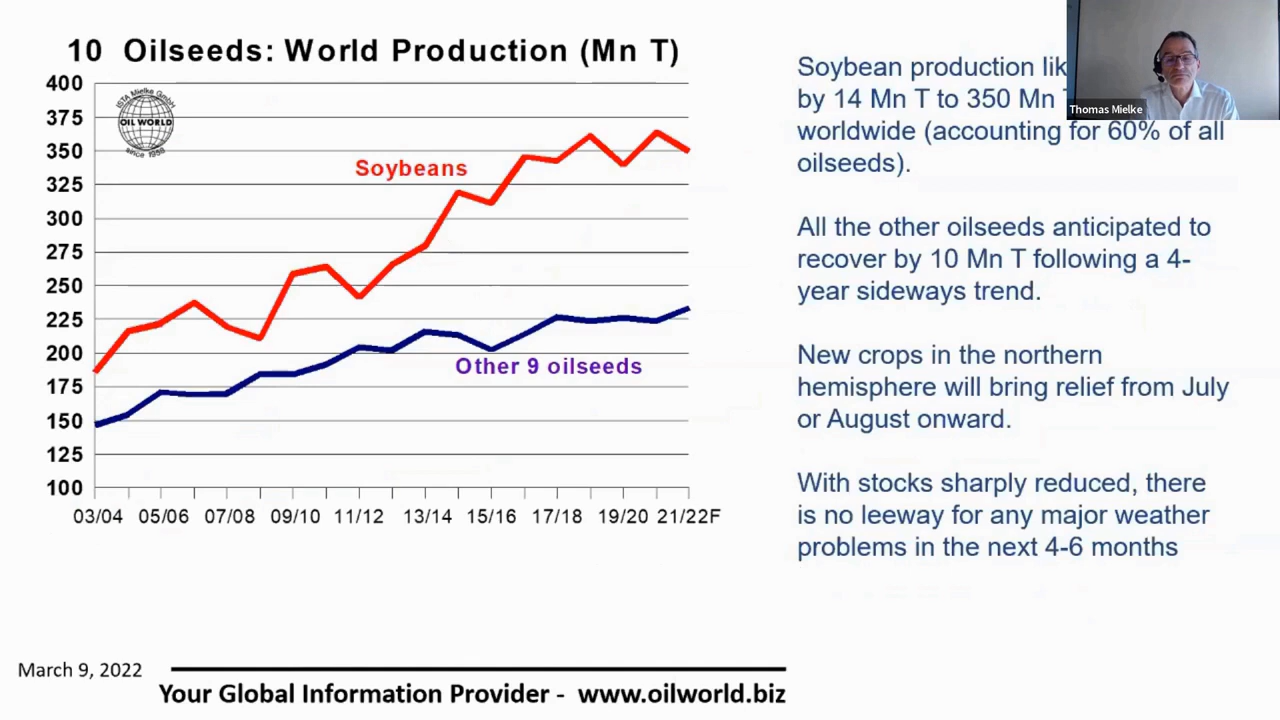 10 Oilseeds: World Production (Mn T)
400
375
350
325
300
275
250
225
200
175
150
125
100
ISTA Mielke GmbH
OIL WORLD
since 1958
Soybeans
Other 9 oilseeds
03/04 05/06 07/08 09/10 11/12 13/14 15/16 17/18 19/20 21/22F
Thomas Mielke
Soybean production
by 14 Mn T to 350 Mn
worldwide (accounting for 60% of all
oilseeds).
All the other oilseeds anticipated to
recover by 10 Mn T following a 4-
year sideways trend.
New crops in the northern
hemisphere will bring relief from July
or August onward.
With stocks sharply reduced, there
is no leeway for any major weather
problems in the next 4-6 months
March 9, 2022
Your Global Information Provider - www.oilworld.biz